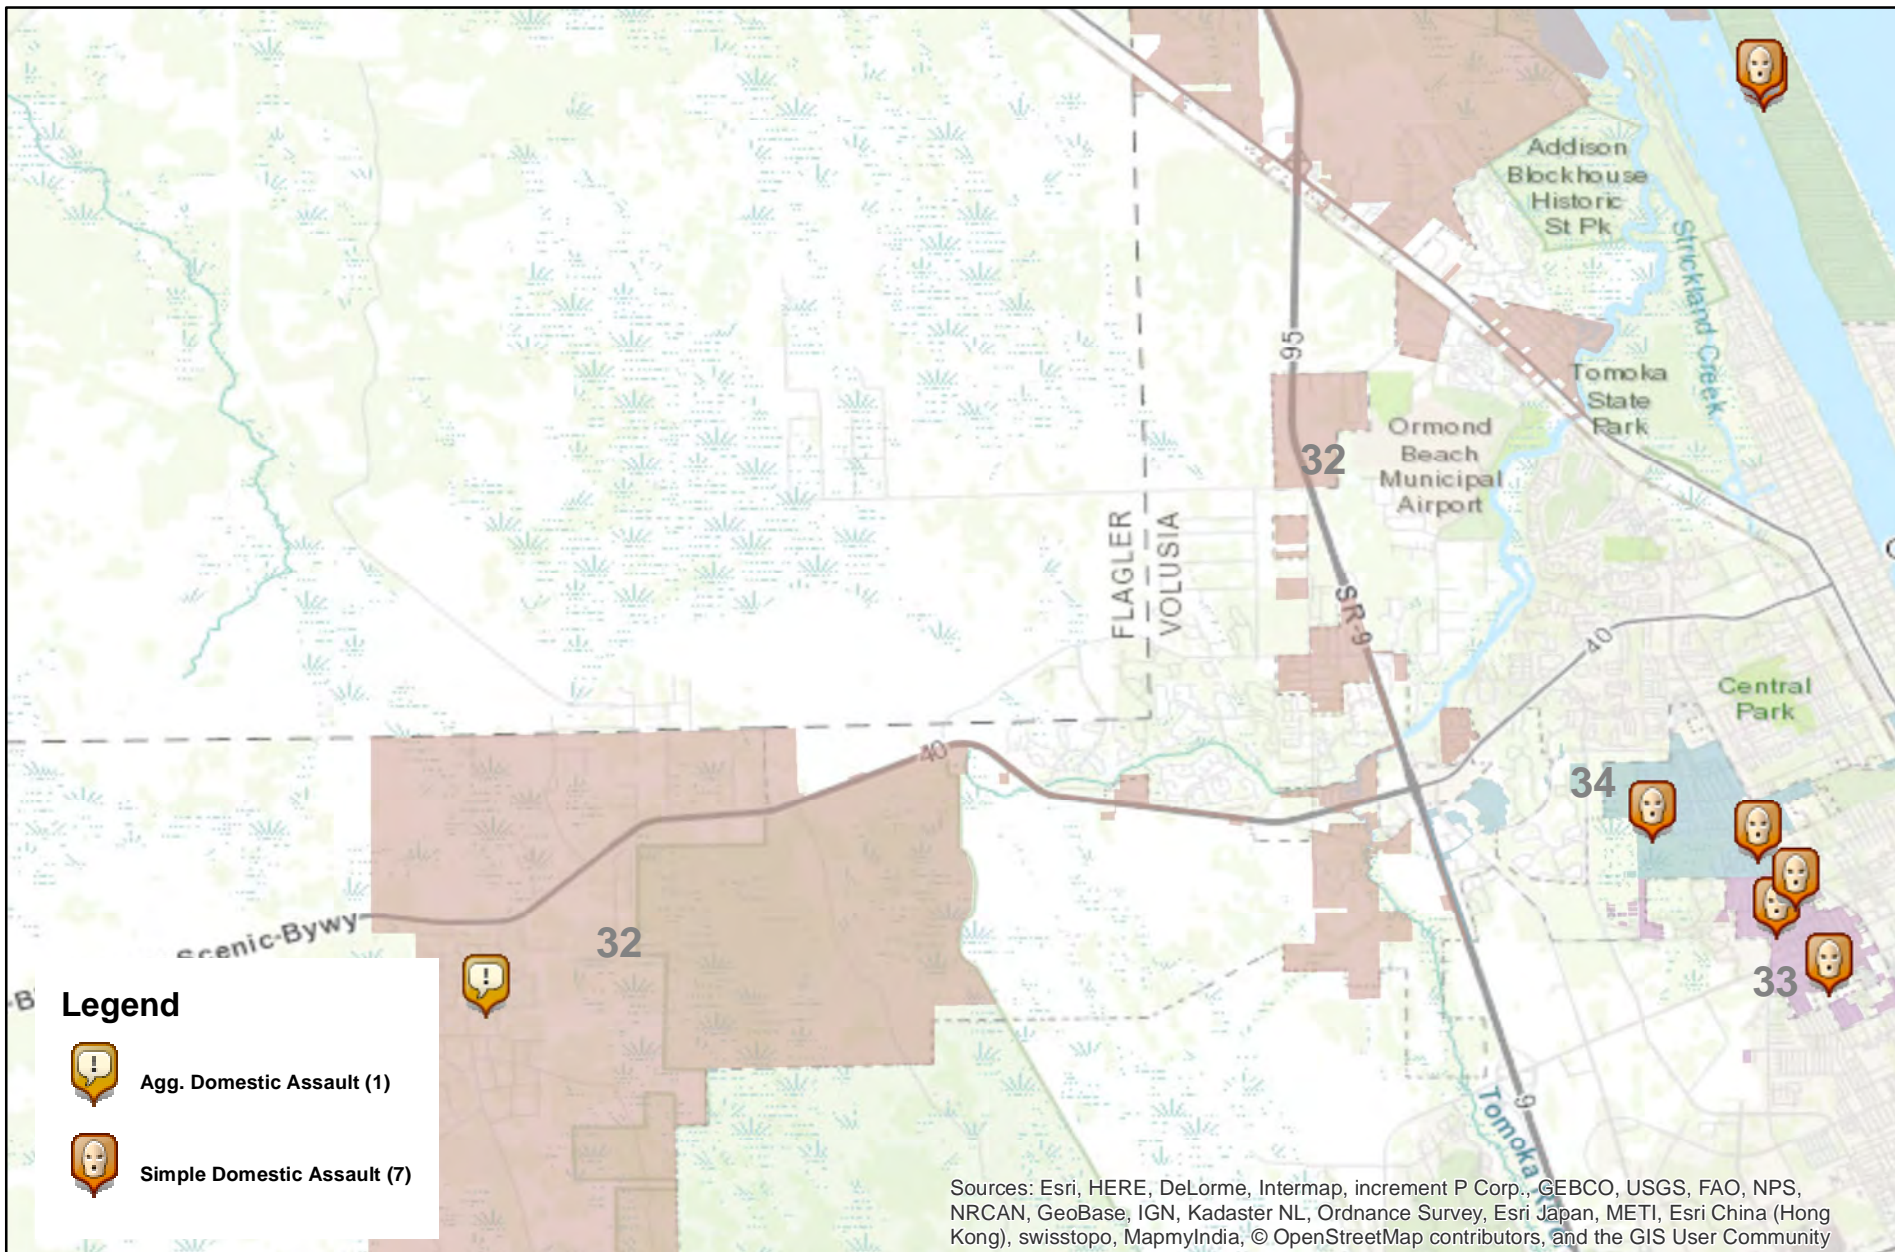 Addison
Blockhouse
Historic
St Pk
Strickland Creek
95
Tomoka
State
Park
32
Ormond
Beach
Municipal
Airport
FLAGLER
VOLUSIA
SR-9
40
Central
Park
40
34
Scenic-Bywy
32
33
Legend
Agg. Domestic Assault (1)
Simple Domestic Assault (7)
9
Tomoka
Sources: Esri, HERE, DeLorme, Intermap, increment P Corp., GEBCO, USGS, FAO, NPS,
NRCAN, GeoBase, IGN, Kadaster NL, Ordnance Survey, Esri Japan, METI, Esri China (Hong
Kong), swisstopo, MapmyIndia, © OpenStreetMap contributors, and the GIS User Community